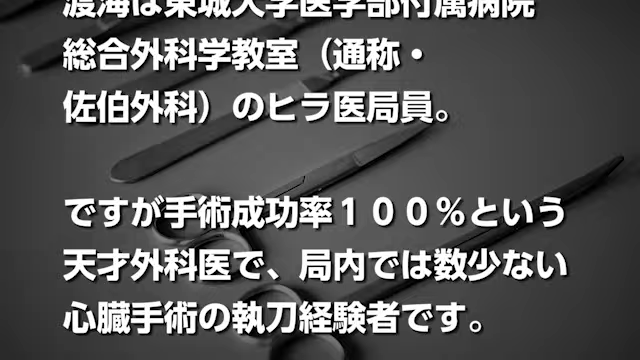 渡海は東城大学医学部付属病院
総合外科学教室（通称・
佐伯外科）のヒラ医局員。
ですが手術成功率１００％という
天才外科医で、局内では数少ない
心臓手術の執刀経験者です。